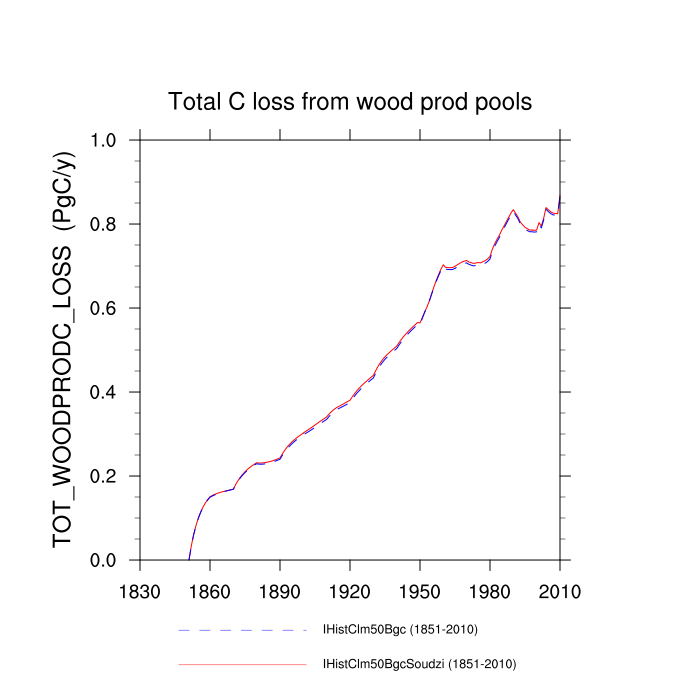 Total C loss from wood prod pools
TOT_WOODPRODC_LOSS (PgC/y)
1.0
0.8
0.6
0.4
0.2
0.0
1830 1860 1890 1920 1950 1980 2010
IHistClm50Bgc (1851-2010)
IHistClm50BgcSoudzi (1851-2010)